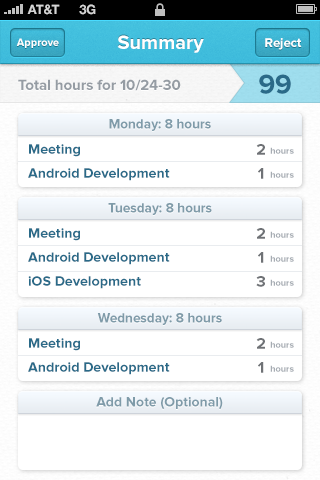 AT&T 3G
Approve Summary Reject
Total hours for 10/24-30 99
Monday: 8 hours
Meeting 2 hours
Android Development 1 hours
Tuesday: 8 hours
Meeting 2 hours
Android Development 1 hours
iOS Development 3 hours
Wednesday: 8 hours
Meeting 2 hours
Android Development 1 hours
Add Note (Optional)